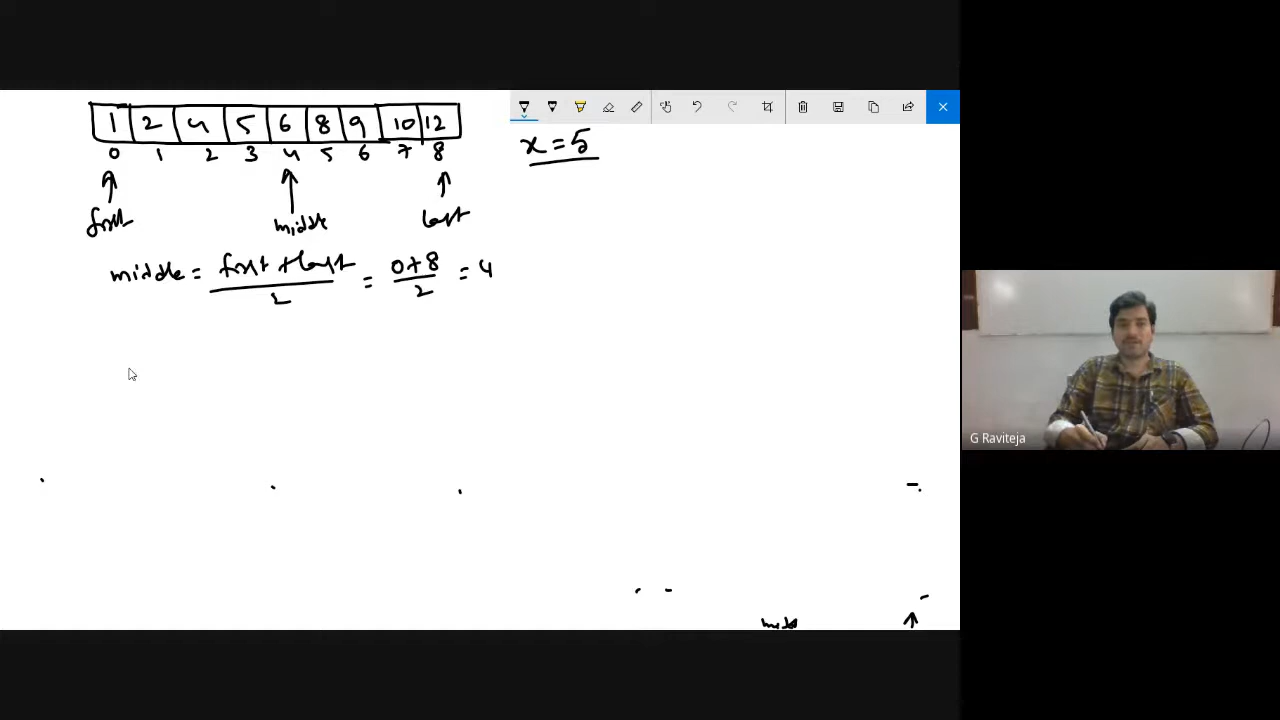 1 2 4 5 6 8 9 10 12
0 1 2 3 4 5 6 7 8
x = 5
first middle last
middle = first + last / 2 = 0+8 / 2 = 4
G Raviteja
middle